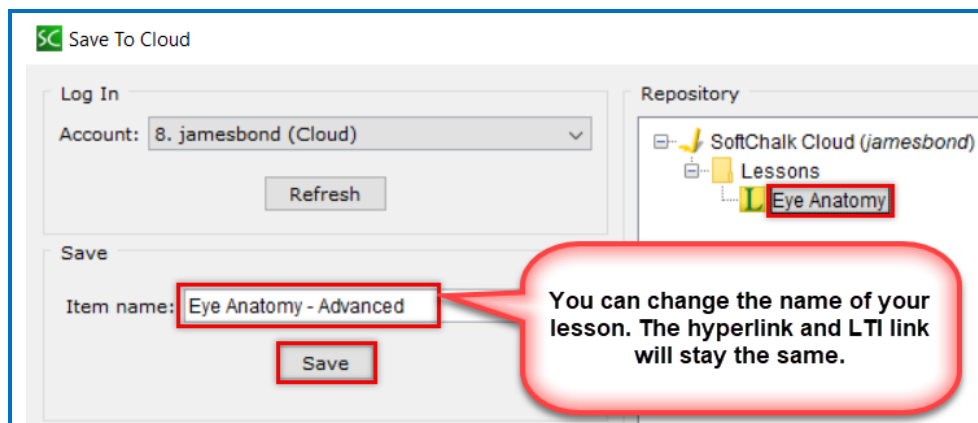 SC Save To Cloud
Log In
Account: 8. jamesbond (Cloud)
Refresh
Save
Item name: Eye Anatomy - Advanced
Save
Repository
SoftChalk Cloud (jamesbond)
Lessons
L Eye Anatomy
You can change the name of your
lesson. The hyperlink and LTI link
will stay the same.